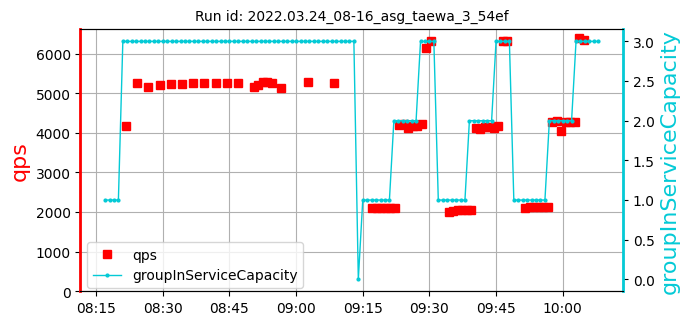 Run id: 2022.03.24_08-16_asg_taewa_3_54ef
6000
5000
4000
3000
2000
1000
0
qps
3.0
2.5
2.0
1.5
1.0
0.5
0.0
groupInServiceCapacity
qps
groupInServiceCapacity
08:15 08:30 08:45 09:00 09:15 09:30 09:45 10:00